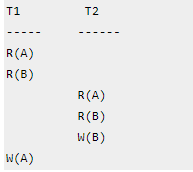 T1 T2
----- ------
R(A)
R(B)
R(A)
R(B)
W(B)
W(A)